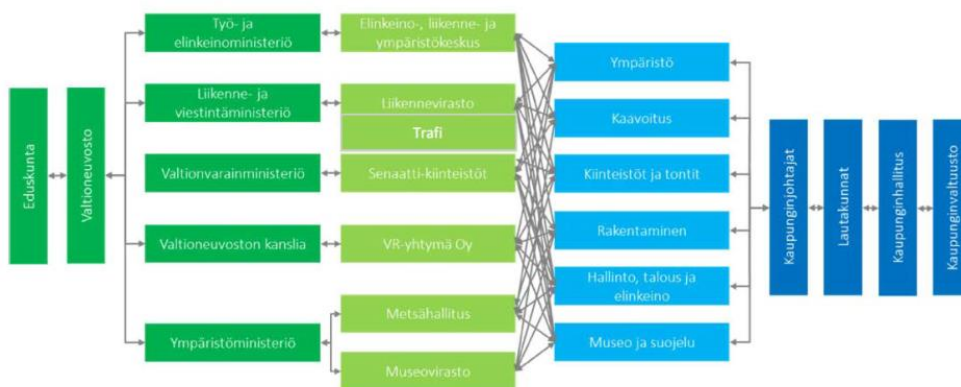 Eduskunta
Valtioneuvosto
Työ- ja
elinkeinoministeriö
Liikenne- ja
viestintäministeriö
Valtionvarainministeriö
Valtioneuvoston kanslia
Ympäristöministeriö
Elinkeino-, liikenne- ja
ympäristökeskus
Liikennevirasto
Trafi
Senaatti-kiinteistöt
VR-yhtymä Oy
Metsähallitus
Museovirasto
Ympäristö
Kaavoitus
Kiinteistöt ja tontit
Rakentaminen
Hallinto, talous ja
elinkeino
Museo ja suojelu
Kaupunginjohtajat
Lautakunnat
Kaupunginhallitus
Kaupunginvaltuusto